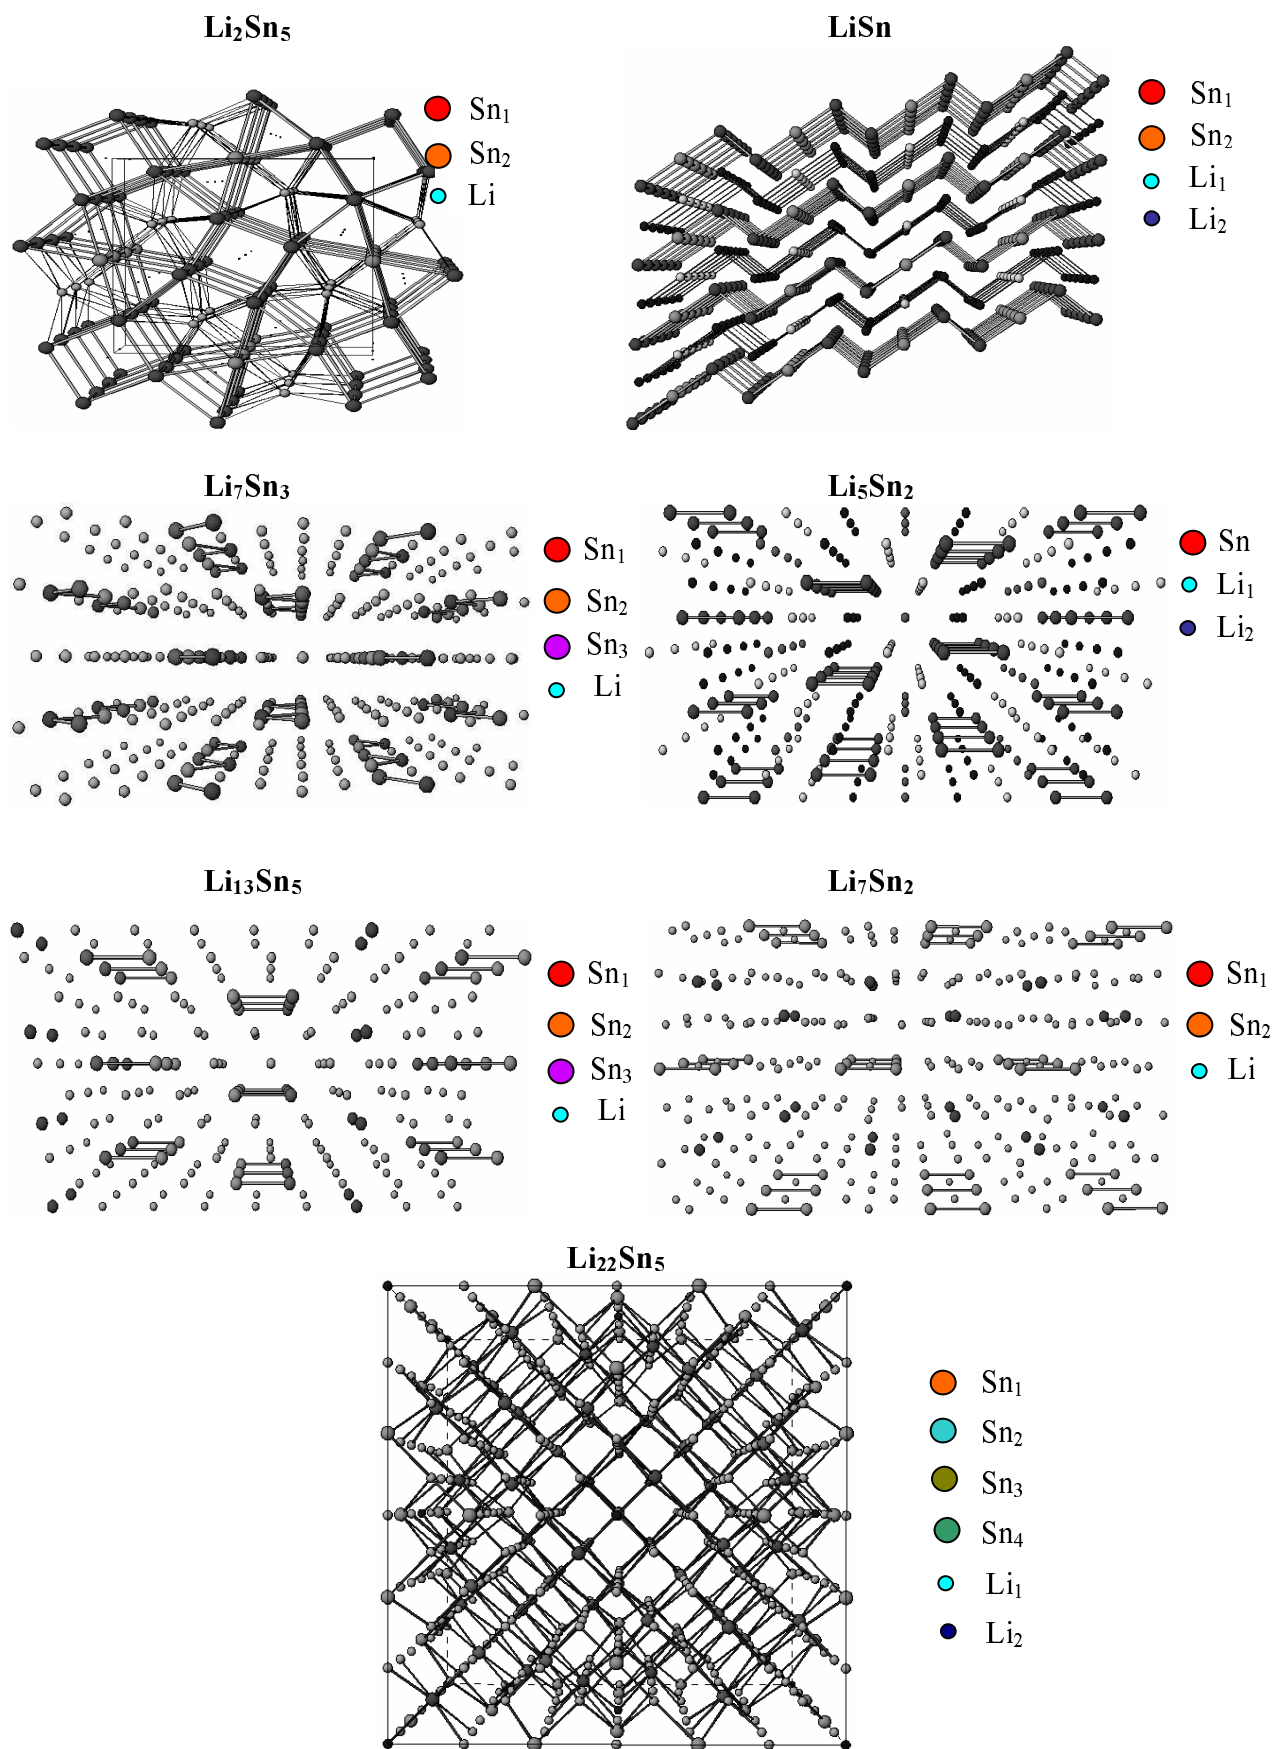 Li₂Sn₅
Sn₁
Sn₂
Li
LiSn
Sn₁
Sn₂
Li₁
Li₂
Li₇Sn₃
Sn₁
Sn₂
Sn₃
Li
Li₅Sn₂
Sn
Li₁
Li₂
Li₁₃Sn₅
Sn₁
Sn₂
Sn₃
Li
Li₇Sn₂
Sn₁
Sn₂
Li
Li₂₂Sn₅
Sn₁
Sn₂
Sn₃
Sn₄
Li₁
Li₂